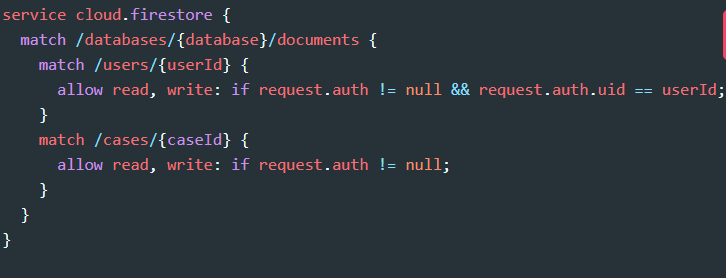 service cloud.firestore {
  match /databases/{database}/documents {
    match /users/{userId} {
      allow read, write: if request.auth != null && request.auth.uid == userId;
    }
    match /cases/{caseId} {
      allow read, write: if request.auth != null;
    }
  }
}